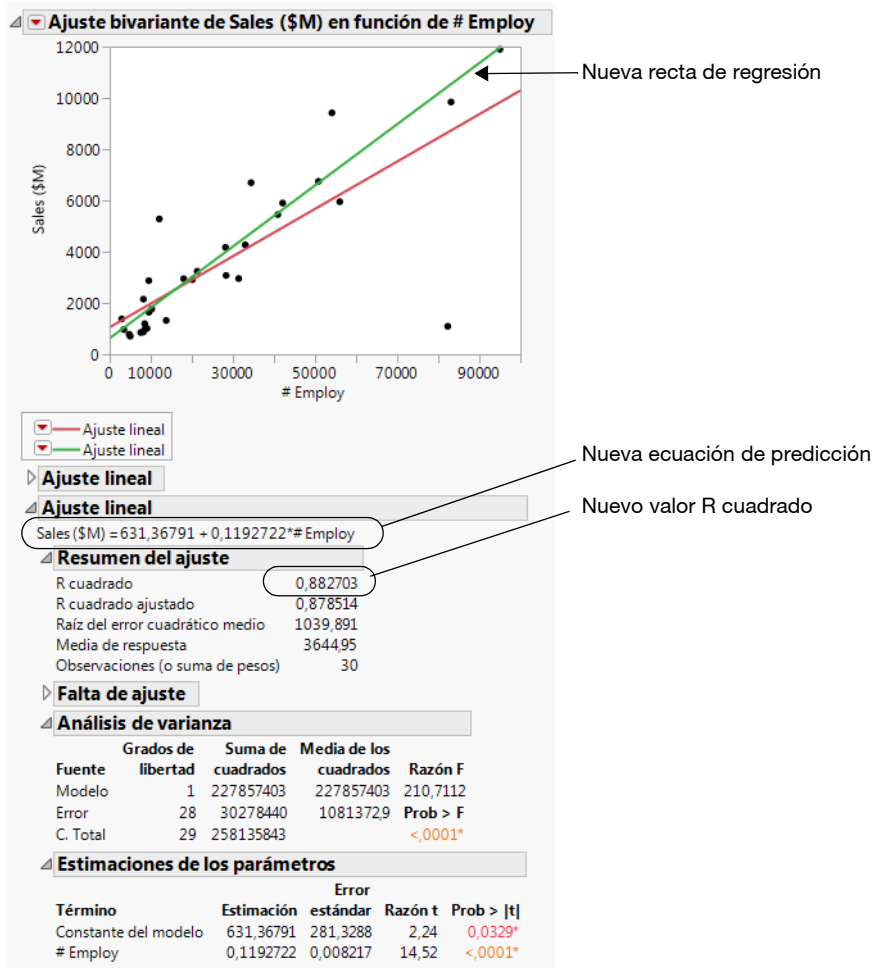 Ajuste bivariante de Sales ($M) en función de # Employ
12000
10000
8000
6000
4000
2000
0
Sales ($M)
0 10000 30000 50000 70000 90000
# Employ
Nueva recta de regresión
Ajuste lineal
Ajuste lineal
Ajuste lineal
Nueva ecuación de predicción
Ajuste lineal
Nuevo valor R cuadrado
Sales ($M) = 631,36791 + 0,1192722*# Employ
Resumen del ajuste
R cuadrado 0,882703
R cuadrado ajustado 0,878514
Raíz del error cuadrático medio 1039,891
Media de respuesta 3644,95
Observaciones (o suma de pesos) 30
Falta de ajuste
Análisis de varianza
Grados de Suma de Media de los
Fuente libertad cuadrados cuadrados Razón F
Modelo 1 227857403 227857403 210,7112
Error 28 30278440 1081372,9 Prob > F
C. Total 29 258135843 <,0001*
Estimaciones de los parámetros
Error
Término Estimación estándar Razón t Prob > |t|
Constante del modelo 631,36791 281,3288 2,24 0,0329*
# Employ 0,1192722 0,008217 14,52 <,0001*